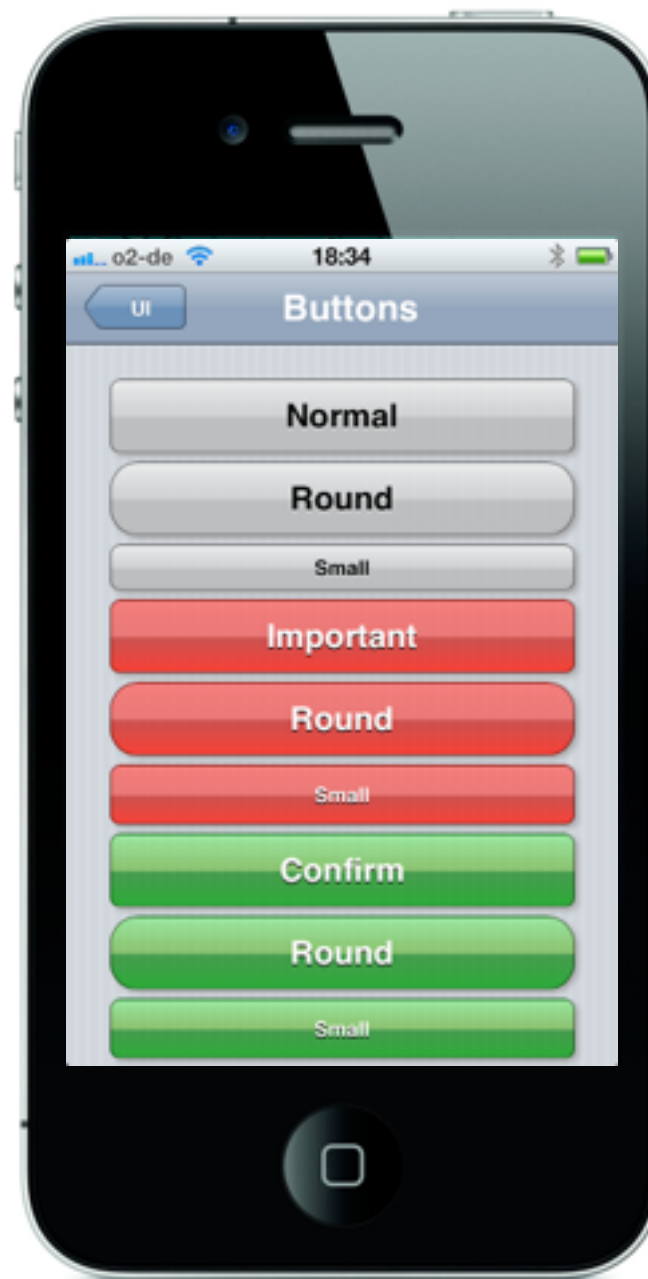 o2-de 18:34
UI Buttons
Normal
Round
Small
Important
Round
Small
Confirm
Round
Small